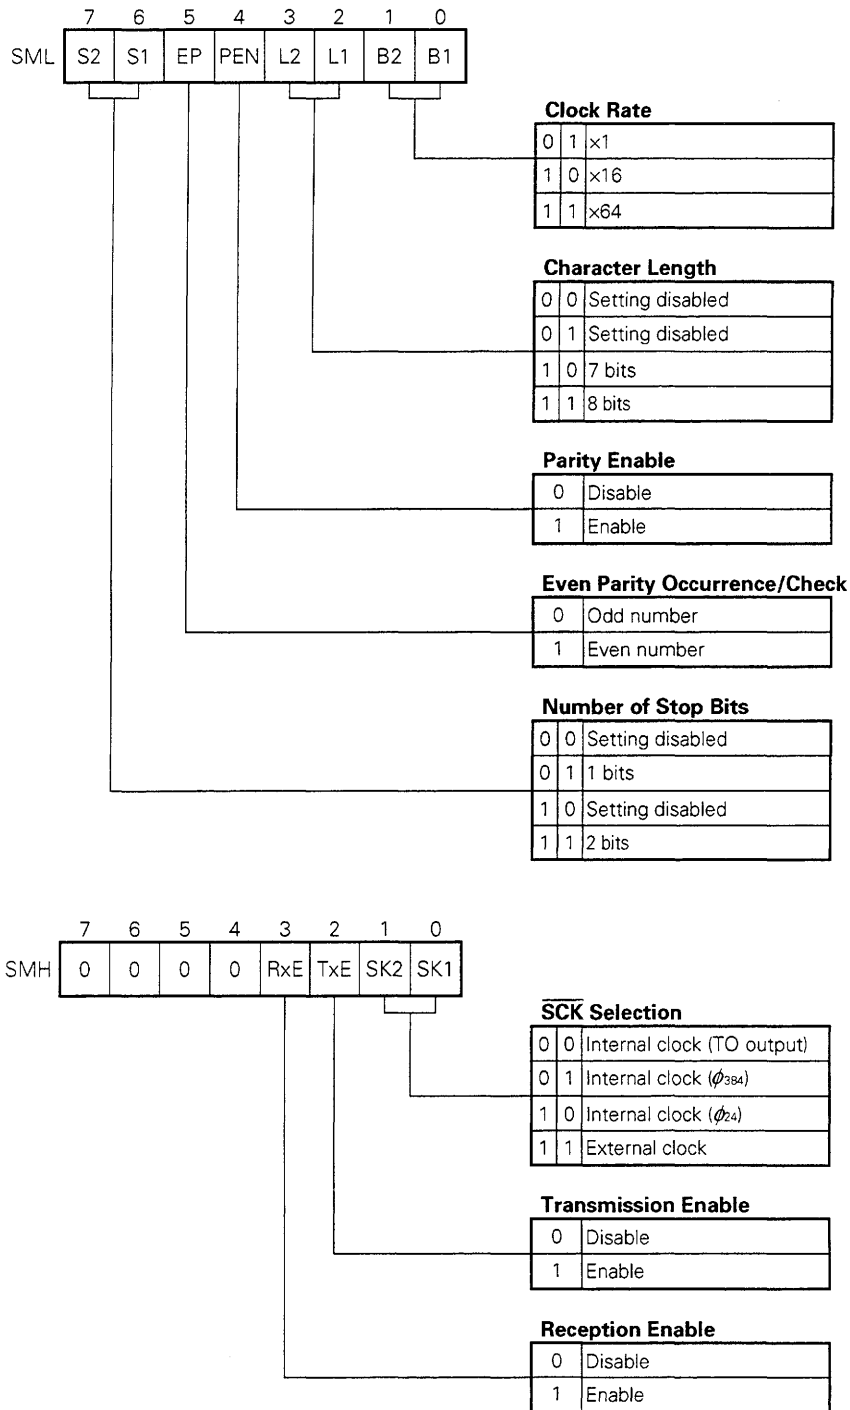 7 6 5 4 3 2 1 0
SML S2 S1 EP PEN L2 L1 B2 B1
Clock Rate
0 1 ×1
1 0 ×16
1 1 ×64
Character Length
0 0 Setting disabled
0 1 Setting disabled
1 0 7 bits
1 1 8 bits
Parity Enable
0 Disable
1 Enable
Even Parity Occurrence/Check
0 Odd number
1 Even number
Number of Stop Bits
0 0 Setting disabled
0 1 1 bits
1 0 Setting disabled
1 1 2 bits
7 6 5 4 3 2 1 0
SMH 0 0 0 0 RxE TxE SK2 SK1
S̅C̅K̅ Selection
0 0 Internal clock (TO output)
0 1 Internal clock (ϕ384)
1 0 Internal clock (ϕ24)
1 1 External clock
Transmission Enable
0 Disable
1 Enable
Reception Enable
0 Disable
1 Enable